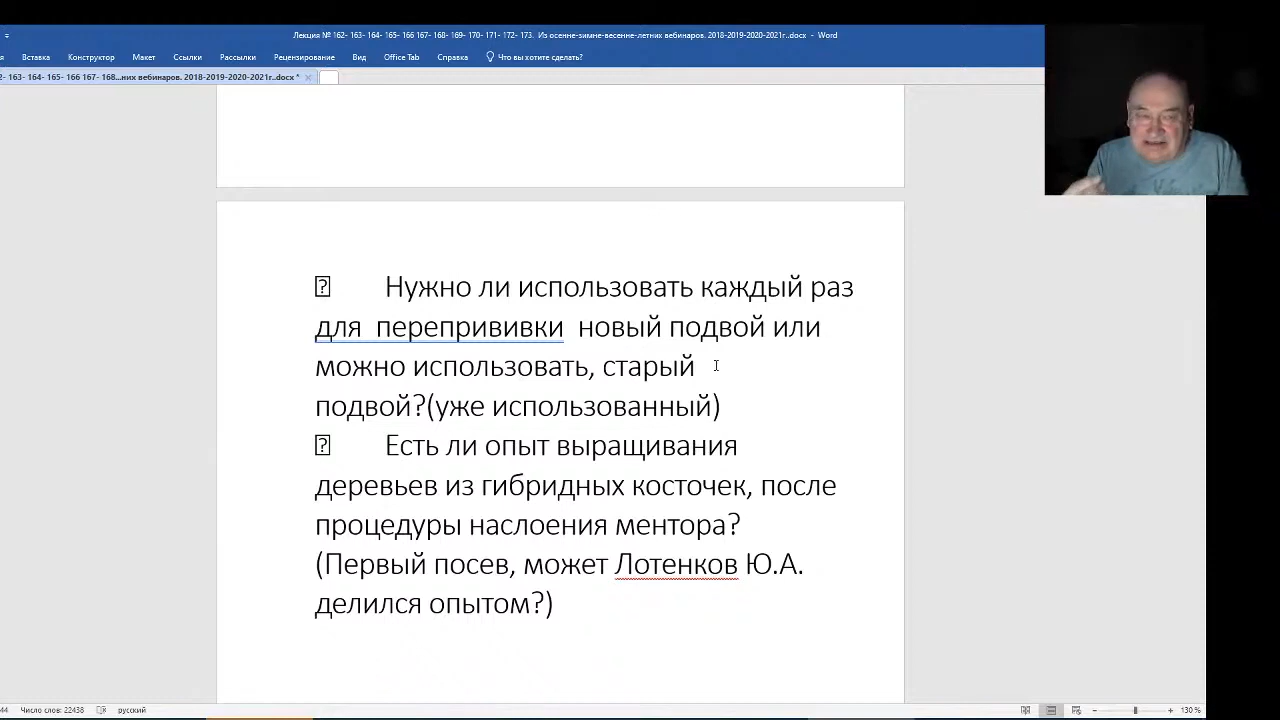 Лекция № 162- 163- 164- 165- 166 167- 168- 169- 170- 171- 172- 173. Из осенне-зимне-весенне-летних вебинаров. 2018-2019-2020-2021г..docx - Word
Вставка Конструктор Макет Ссылки Рассылки Рецензирование Вид Office Tab Справка Что вы хотите сделать?
2- 163- 164- 165- 166 167- 168...них вебинаров. 2018-2019-2020-2021г..docx *
Нужно ли использовать каждый раз
для перепрививки новый подвой или
можно использовать, старый
подвой?(уже использованный)
Есть ли опыт выращивания
деревьев из гибридных косточек, после
процедуры наслоения ментора?
(Первый посев, может Лотенков Ю.А.
делился опытом?)
44 Число слов: 22438 русский 130 %